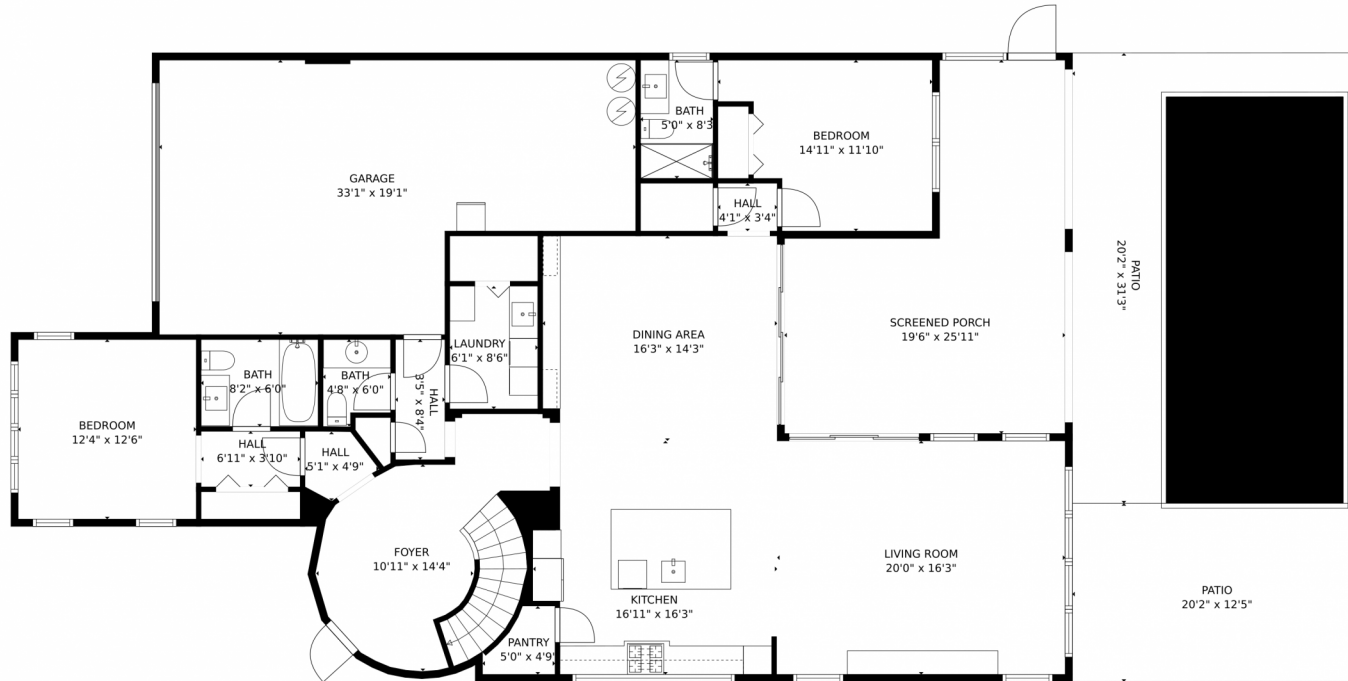 BATH
5'0" x 8'3
BEDROOM
14'11" x 11'10"
GARAGE
33'1" x 19'1"
HALL
4'1" x 3'4"
PATIO
20'2" x 31'3"
SCREENED PORCH
19'6" x 25'11"
DINING AREA
16'3" x 14'3"
LAUNDRY
6'1" x 8'6"
BATH
8'2" x 6'0"
BATH
4'8" x 6'0"
HALL
3'5" x 8'4"
BEDROOM
12'4" x 12'6"
HALL
6'11" x 3'10"
HALL
5'1" x 4'9"
FOYER
10'11" x 14'4"
LIVING ROOM
20'0" x 16'3"
KITCHEN
16'11" x 16'3"
PATIO
20'2" x 12'5"
PANTRY
5'0" x 4'9"